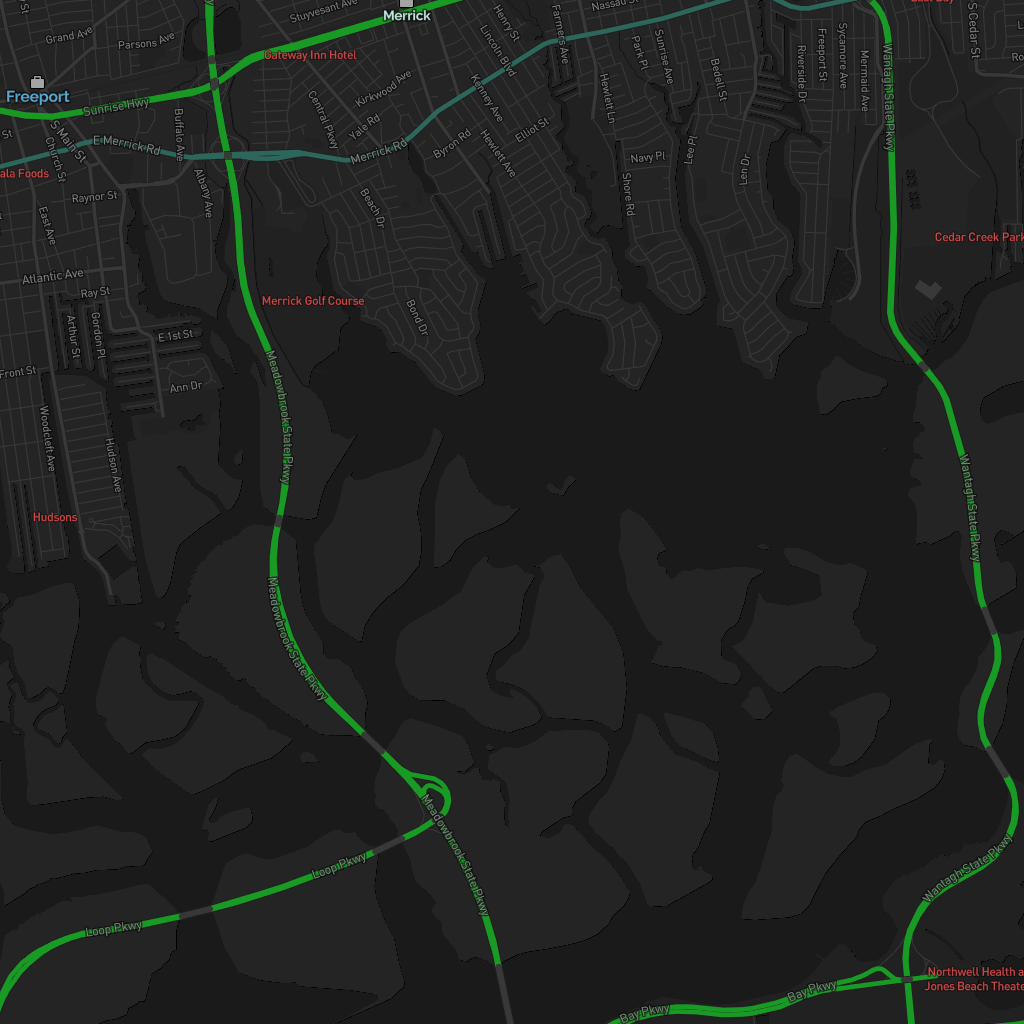 Stuyvesant Ave
Merrick
Henry St
Nassau St
Farmers Ave
S Cedar St
Grand Ave
Parsons Ave
Gateway Inn Hotel
Lincoln Blvd
Park Pl
Sunrise Ave
Bedell St
Riverside Dr
Freeport St
Sycamore Ave
Mermaid Ave
Wantagh State Pkwy
Freeport
Sunrise Hwy
Central Pkwy
Kirkwood Ave
Kinney Ave
Hewlett Ln
St
S Main St
Church St
E Merrick Rd
Buffalo Ave
Yale Rd
Merrick Rd
Byron Rd
Hewlett Ave
Elliot St
Navy Pl
Lee Pl
Len Dr
ala Foods
Raynor St
Albany Ave
Beach Dr
Shore Rd
East Ave
Cedar Creek Park
Atlantic Ave
Ray St
Merrick Golf Course
Bond Dr
Arthur St
Gordon Pl
E 1st St
Front St
Ann Dr
Meadowbrook State Pkwy
Woodcleft Ave
Hudson Ave
Wantagh State Pkwy
Hudsons
Meadowbrook State Pkwy
Meadowbrook State Pkwy
Loop Pkwy
Wantagh State Pkwy
Loop Pkwy
Northwell Health a
Jones Beach Theate
Bay Pkwy
Bay Pkwy